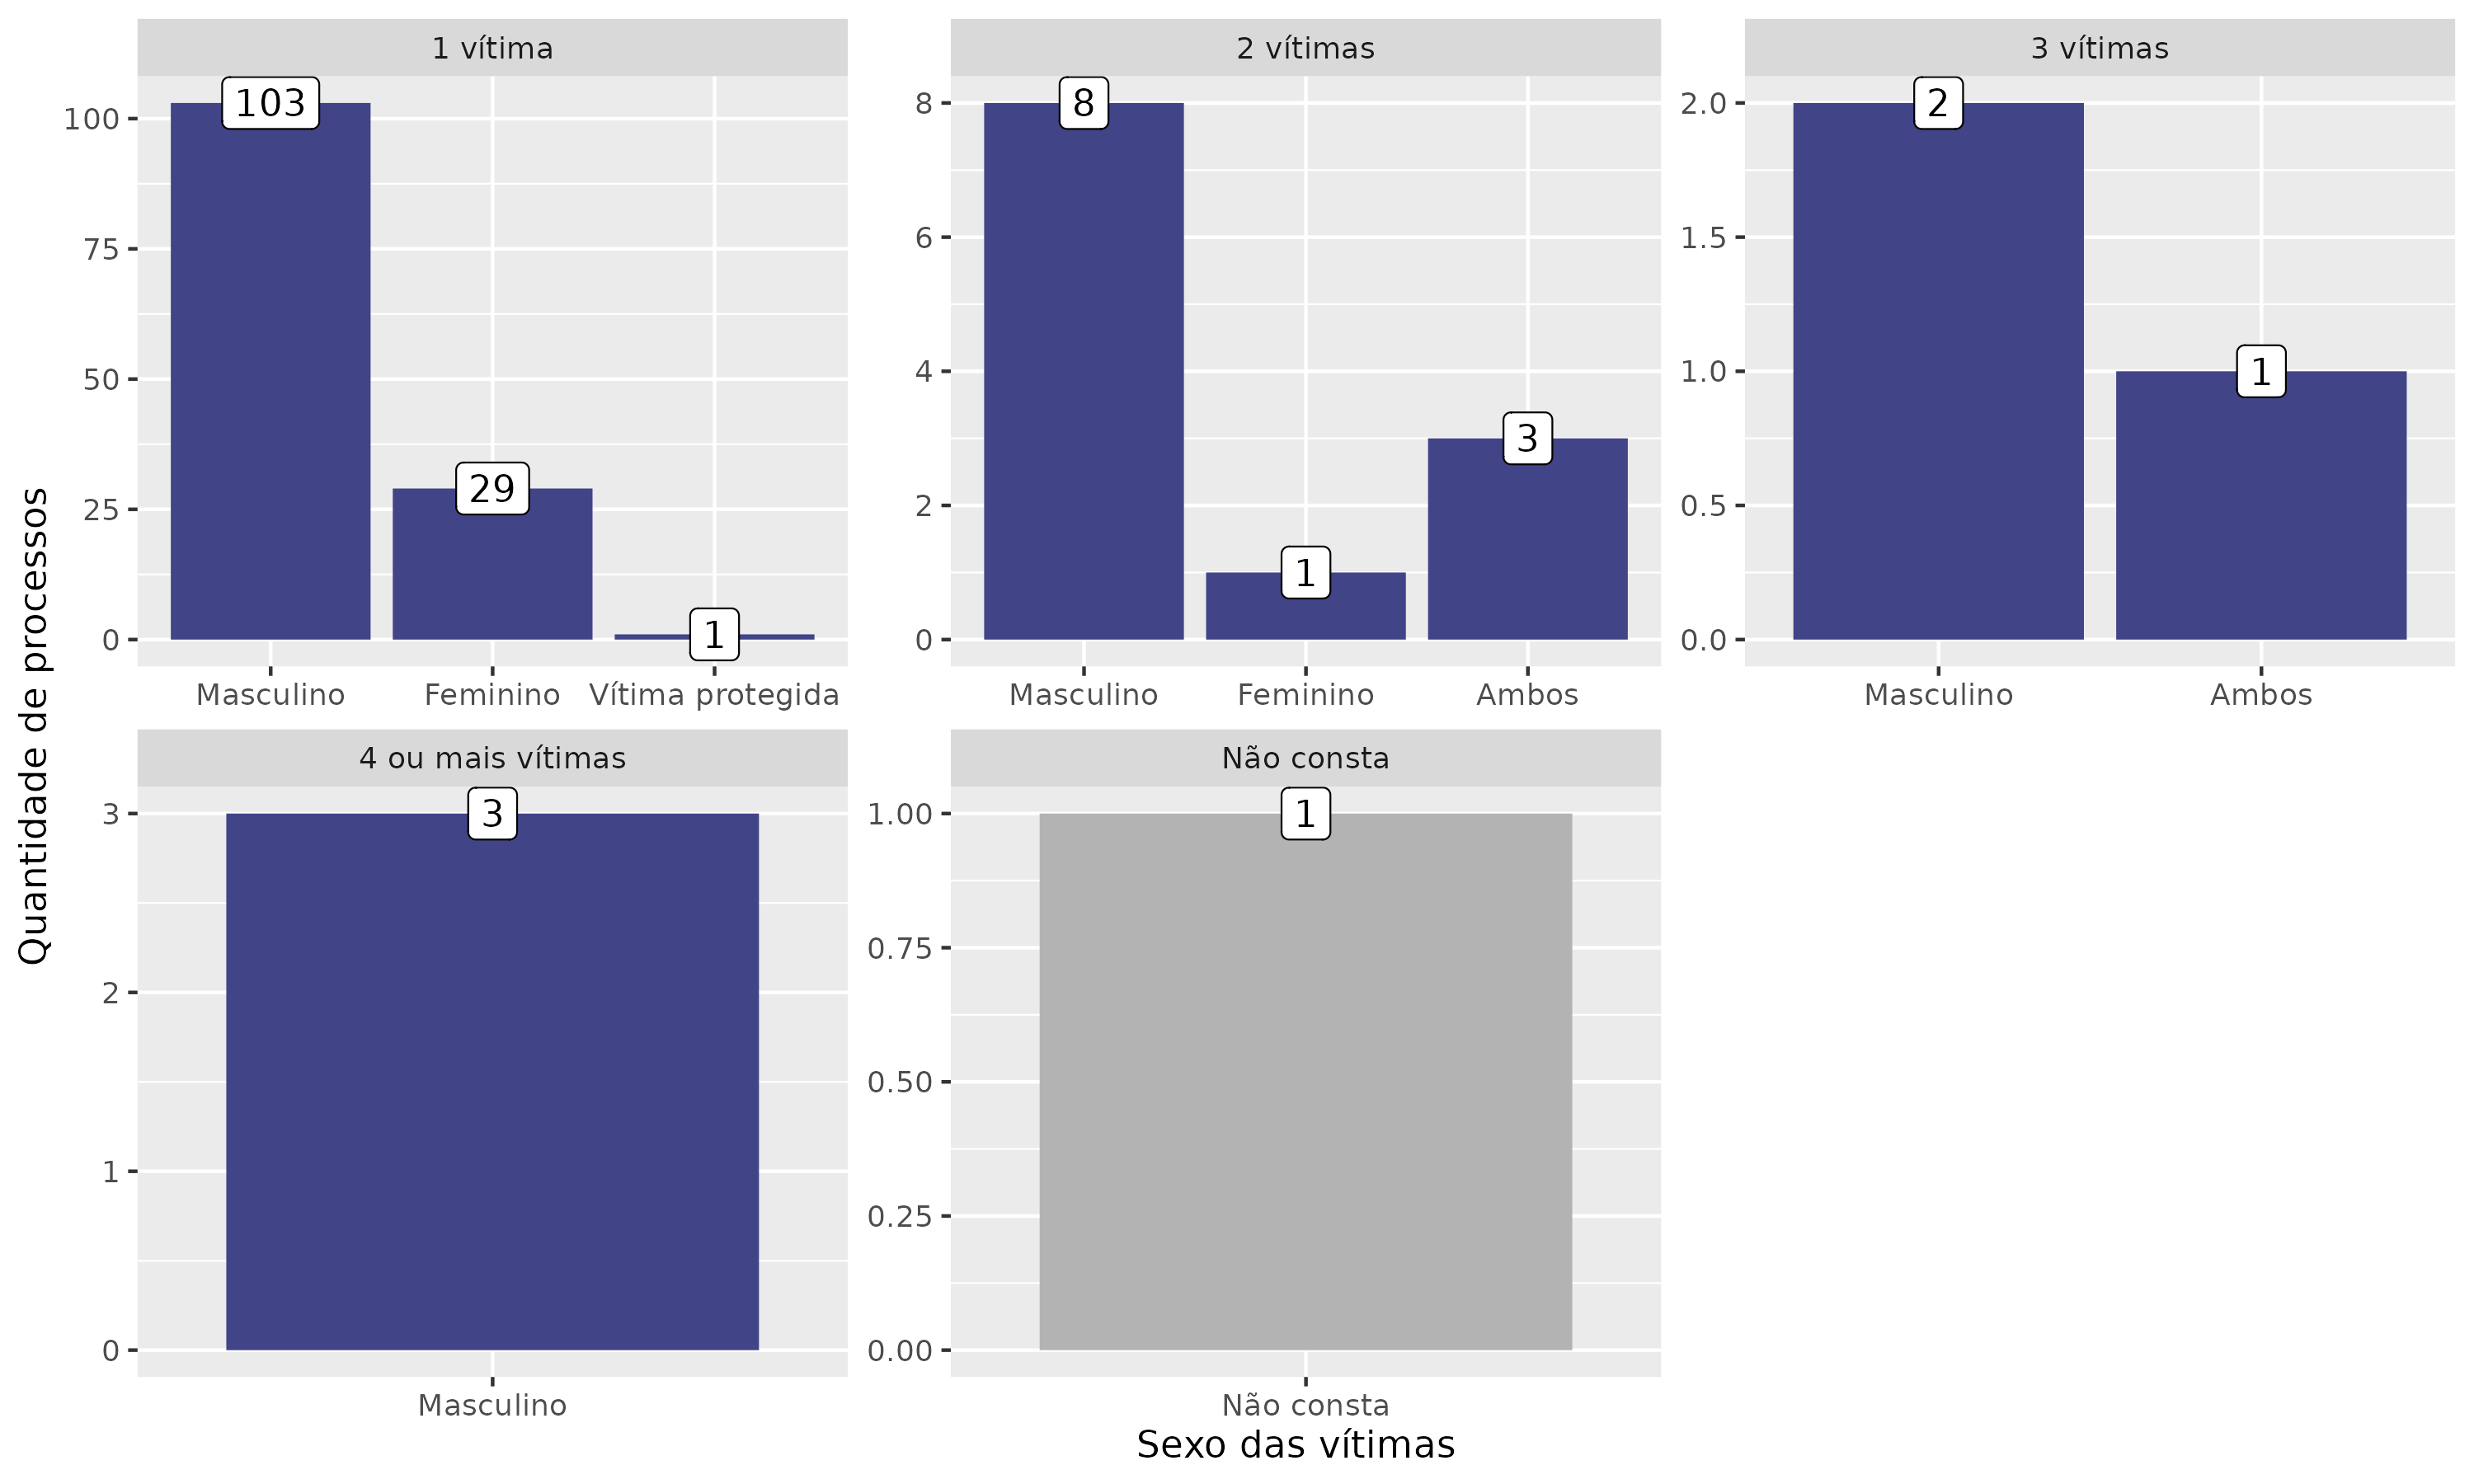 1 vítima
2 vítimas
3 vítimas
103
29
1
100
75
50
25
0
Masculino
Feminino
Vítima protegida
8
1
3
8
6
4
2
0
Masculino
Feminino
Ambos
2
1
2.0
1.5
1.0
0.5
0.0
Masculino
Ambos
Quantidade de processos
4 ou mais vítimas
Não consta
3
3
2
1
0
Masculino
1
1.00
0.75
0.50
0.25
0.00
Não consta
Sexo das vítimas